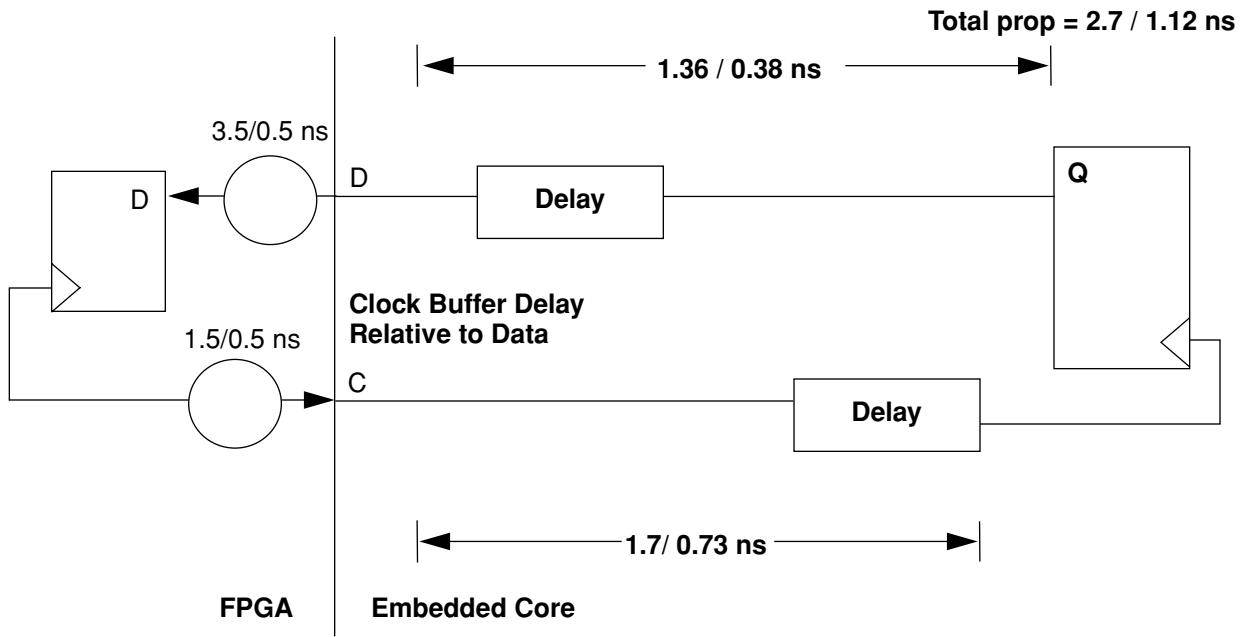 Total prop = 2.7 / 1.12 ns
1.36 / 0.38 ns
3.5/0.5 ns
D
D
Delay
Q
Clock Buffer Delay
Relative to Data
1.5/0.5 ns
C
Delay
1.7/ 0.73 ns
FPGA
Embedded Core